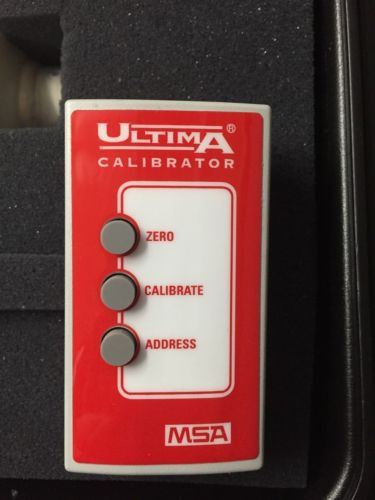 ULTIMA®
CALIBRATOR
ZERO
CALIBRATE
ADDRESS
MSA